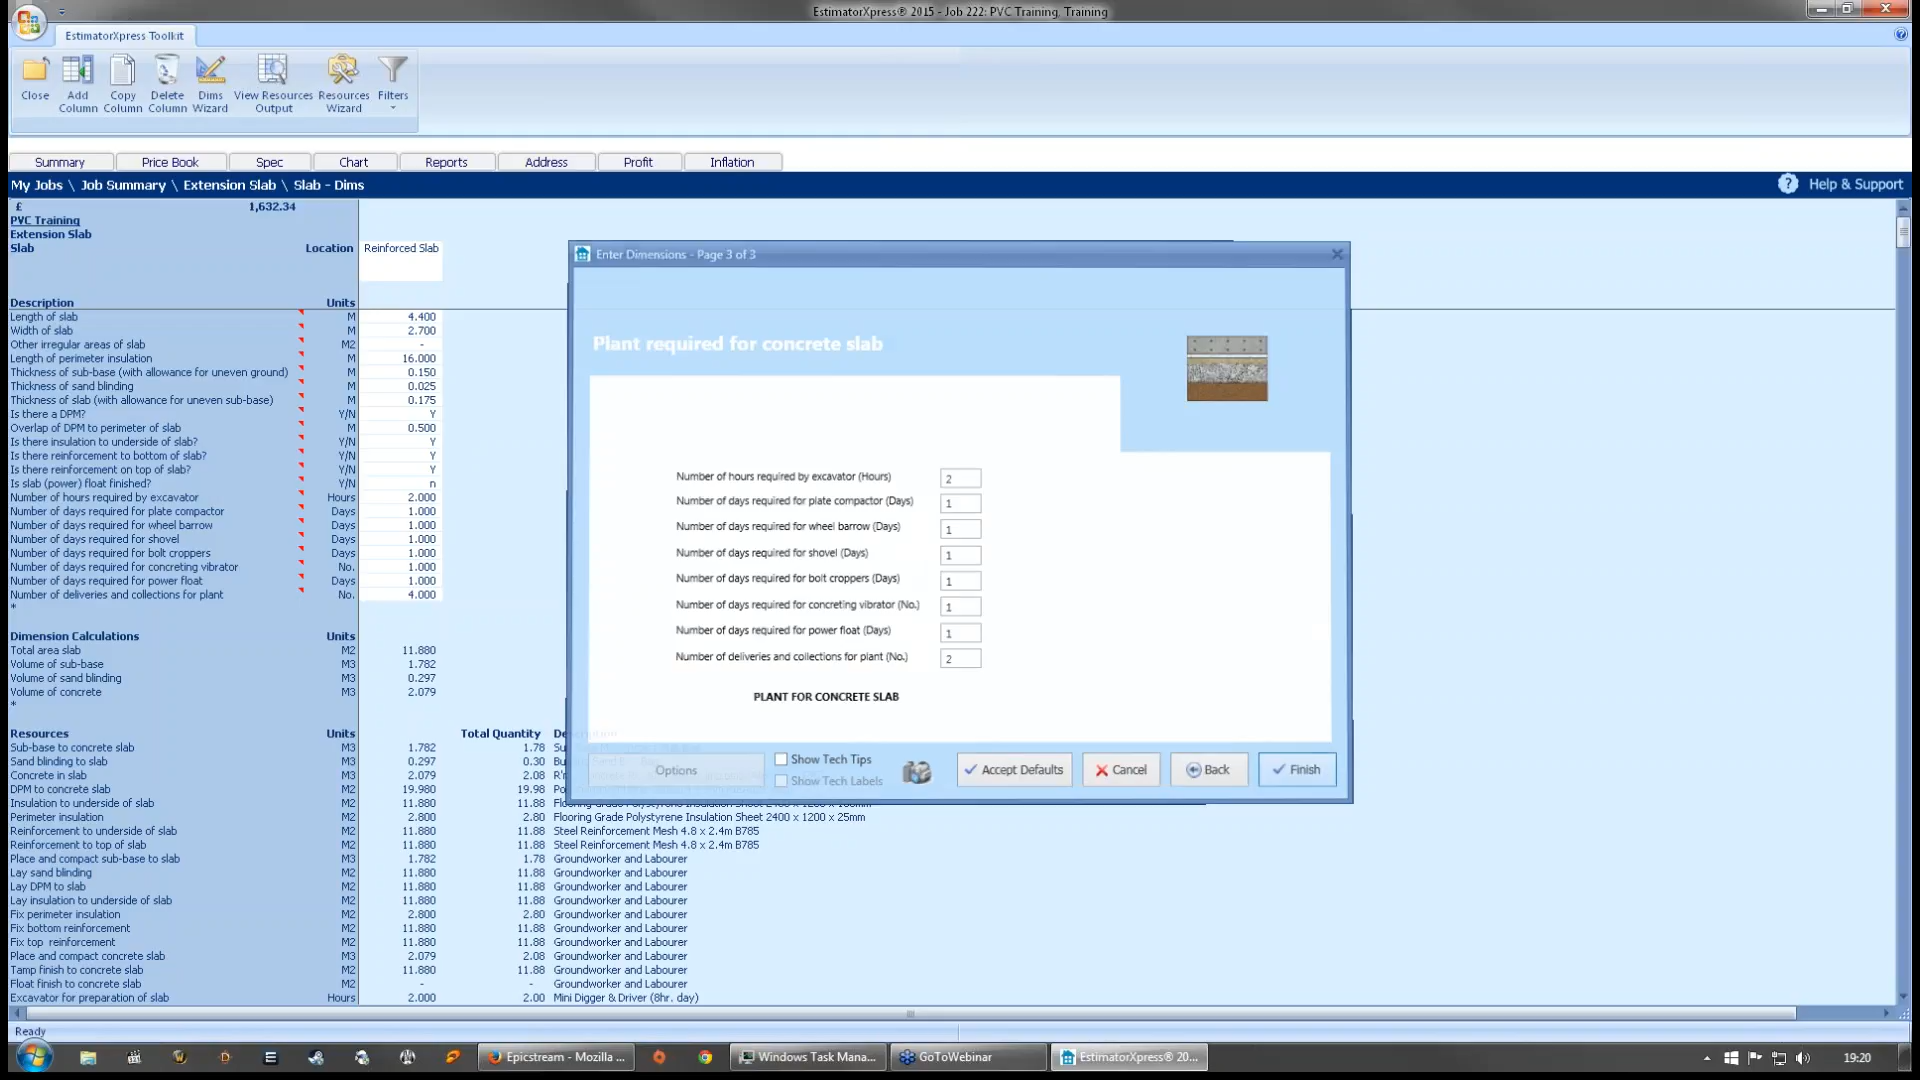 EstimatorXpress® 2015 - Job 222: PVC Training, Training
EstimatorXpress Toolkit
Close
Add Column
Copy Column
Delete Column
Dims Wizard
View Resources Output
Resources Wizard
Filters
Summary Price Book Spec Chart Reports Address Profit Inflation
My Jobs \ Job Summary \ Extension Slab \ Slab - Dims
? Help & Support
£ 1,632.34
PVC Training
Extension Slab
Slab Location Reinforced Slab
Description Units
Length of slab M 4.400
Width of slab M 2.700
Other irregular areas of slab M2 -
Length of perimeter insulation M 16.000
Thickness of sub-base (with allowance for uneven ground) M 0.150
Thickness of sand blinding M 0.025
Thickness of slab (with allowance for uneven sub-base) M 0.175
Is there a DPM? Y/N Y
Overlap of DPM to perimeter of slab M 0.500
Is there insulation to underside of slab? Y/N Y
Is there reinforcement to bottom of slab? Y/N Y
Is there reinforcement on top of slab? Y/N Y
Is slab (power) float finished? Y/N n
Number of hours required by excavator Hours 2.000
Number of days required for plate compactor Days 1.000
Number of days required for wheel barrow Days 1.000
Number of days required for shovel Days 1.000
Number of days required for bolt croppers Days 1.000
Number of days required for concreting vibrator No. 1.000
Number of days required for power float Days 1.000
Number of deliveries and collections for plant No. 4.000
*
Dimension Calculations Units
Total area slab M2 11.880
Volume of sub-base M3 1.782
Volume of sand blinding M3 0.297
Volume of concrete M3 2.079
*
Resources Units Total Quantity
Sub-base to concrete slab M3 1.782 1.78
Sand blinding to slab M3 0.297 0.30
Concrete in slab M3 2.079 2.08
DPM to concrete slab M2 19.980 19.98
Insulation to underside of slab M2 11.880 11.88 Flooring Grade Polystyrene Insulation Sheet 2400 x 1200 x
Perimeter insulation M2 2.800 2.80 Flooring Grade Polystyrene Insulation Sheet 2400 x 1200 x 25mm
Reinforcement to underside of slab M2 11.880 11.88 Steel Reinforcement Mesh 4.8 x 2.4m B785
Reinforcement to top of slab M2 11.880 11.88 Steel Reinforcement Mesh 4.8 x 2.4m B785
Place and compact sub-base to slab M3 1.782 1.78 Groundworker and Labourer
Lay sand blinding M2 11.880 11.88 Groundworker and Labourer
Lay DPM to slab M2 11.880 11.88 Groundworker and Labourer
Lay insulation to underside of slab M2 11.880 11.88 Groundworker and Labourer
Fix perimeter insulation M2 2.800 2.80 Groundworker and Labourer
Fix bottom reinforcement M2 11.880 11.88 Groundworker and Labourer
Fix top reinforcement M2 11.880 11.88 Groundworker and Labourer
Place and compact concrete slab M3 2.079 2.08 Groundworker and Labourer
Tamp finish to concrete slab M2 11.880 11.88 Groundworker and Labourer
Float finish to concrete slab M2 - - Groundworker and Labourer
Excavator for preparation of slab Hours 2.000 2.00 Mini Digger & Driver (8hr. day)
Enter Dimensions - Page 3 of 3
Plant required for concrete slab
Number of hours required by excavator (Hours) 2
Number of days required for plate compactor (Days) 1
Number of days required for wheel barrow (Days) 1
Number of days required for shovel (Days) 1
Number of days required for bolt croppers (Days) 1
Number of days required for concreting vibrator (No.) 1
Number of days required for power float (Days) 1
Number of deliveries and collections for plant (No.) 2
PLANT FOR CONCRETE SLAB
Options
Show Tech Tips
Show Tech Labels
Accept Defaults Cancel Back Finish
Ready
Epicstream - Mozilla ... Windows Task Mana... GoToWebinar EstimatorXpress® 20... 19:20